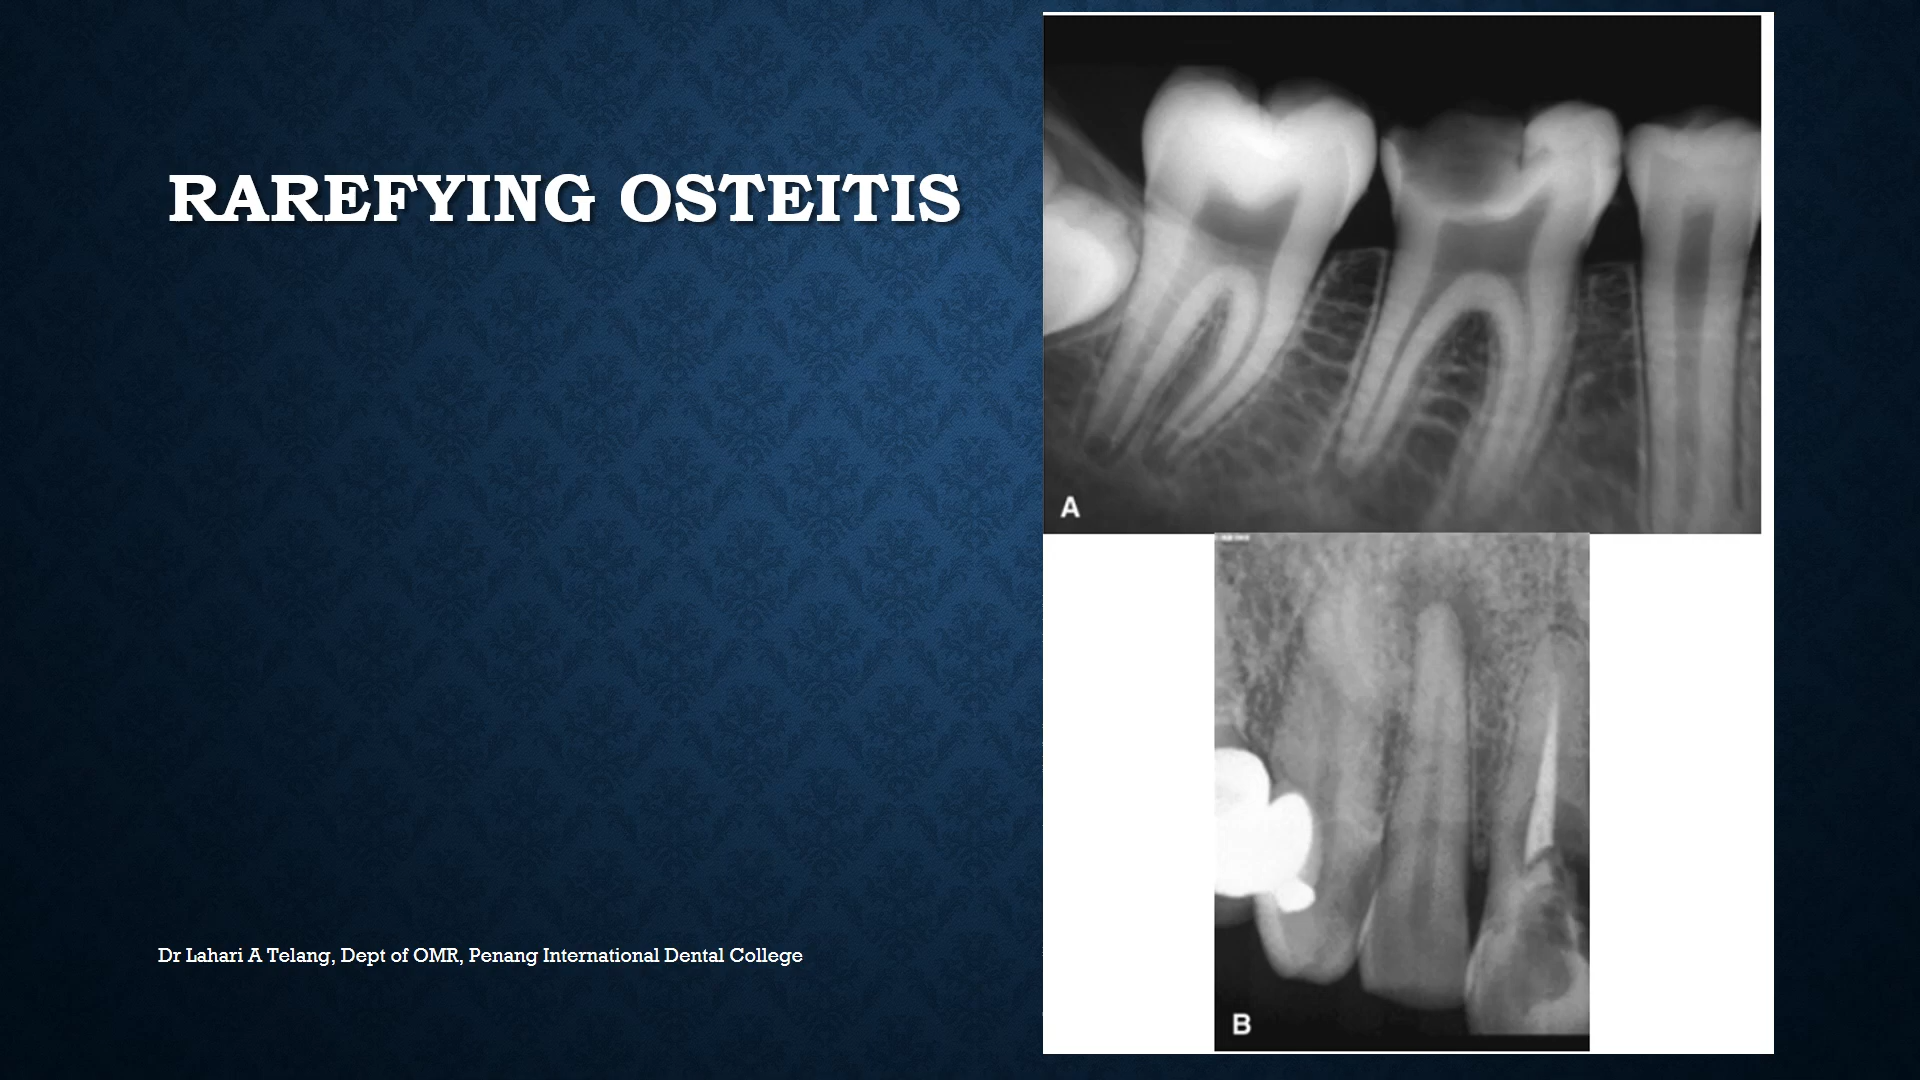 RAREFYING OSTEITIS
A
B
Dr Lahari A Telang, Dept of OMR, Penang International Dental College